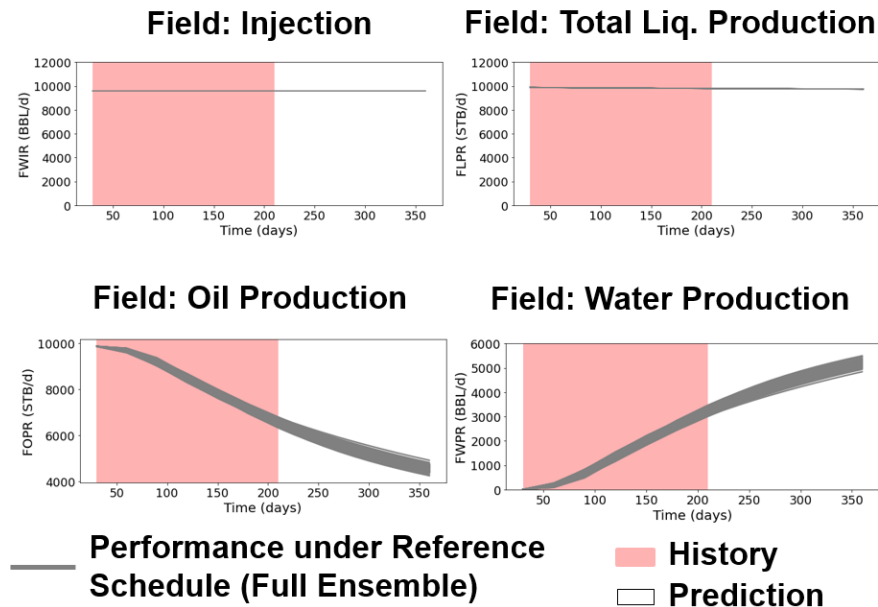 Field: Injection
Field: Total Liq. Production
12000
10000
8000
6000
4000
2000
0
FWIR (BBL/d)
50 100 150 200 250 300 350
Time (days)
12000
10000
8000
6000
4000
2000
0
FLPR (STB/d)
50 100 150 200 250 300 350
Time (days)
Field: Oil Production
Field: Water Production
10000
8000
6000
4000
FOPR (STB/d)
50 100 150 200 250 300 350
Time (days)
6000
5000
4000
3000
2000
1000
0
FWPR (BBL/d)
50 100 150 200 250 300 350
Time (days)
Performance under Reference
Schedule (Full Ensemble)
History
Prediction